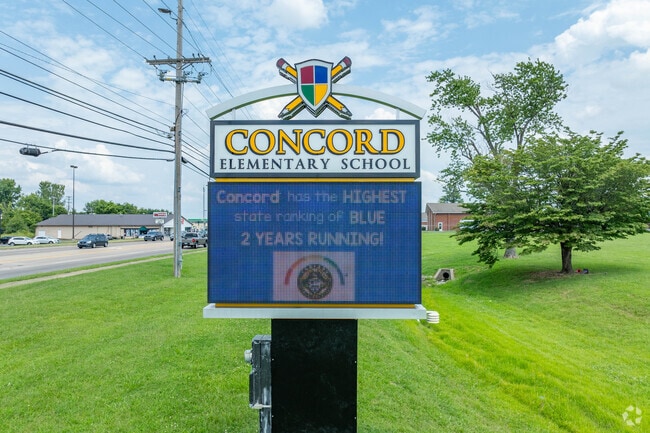 CONCORD
ELEMENTARY SCHOOL
Concord has the HIGHEST
state ranking of BLUE
2 YEARS RUNNING!